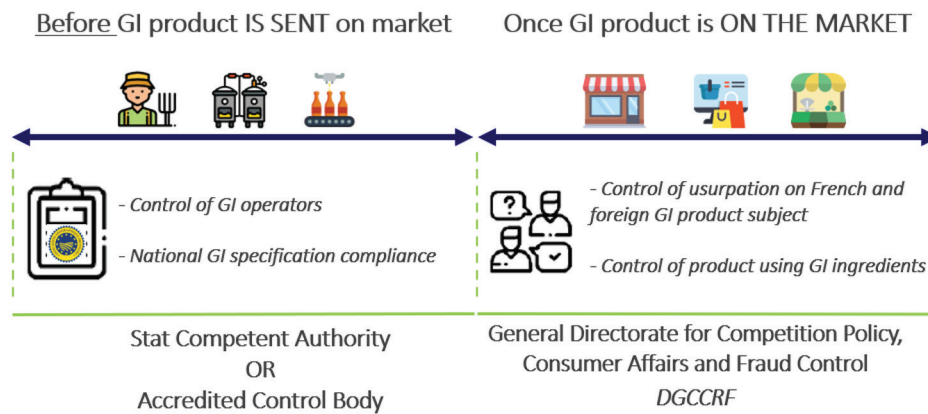 Before GI product IS SENT on market
Once GI product is ON THE MARKET
- Control of GI operators
- National GI specification compliance
- Control of usurpation on French and
foreign GI product subject
- Control of product using GI ingredients
Stat Competent Authority
OR
Accredited Control Body
General Directorate for Competition Policy,
Consumer Affairs and Fraud Control
DGCCRF